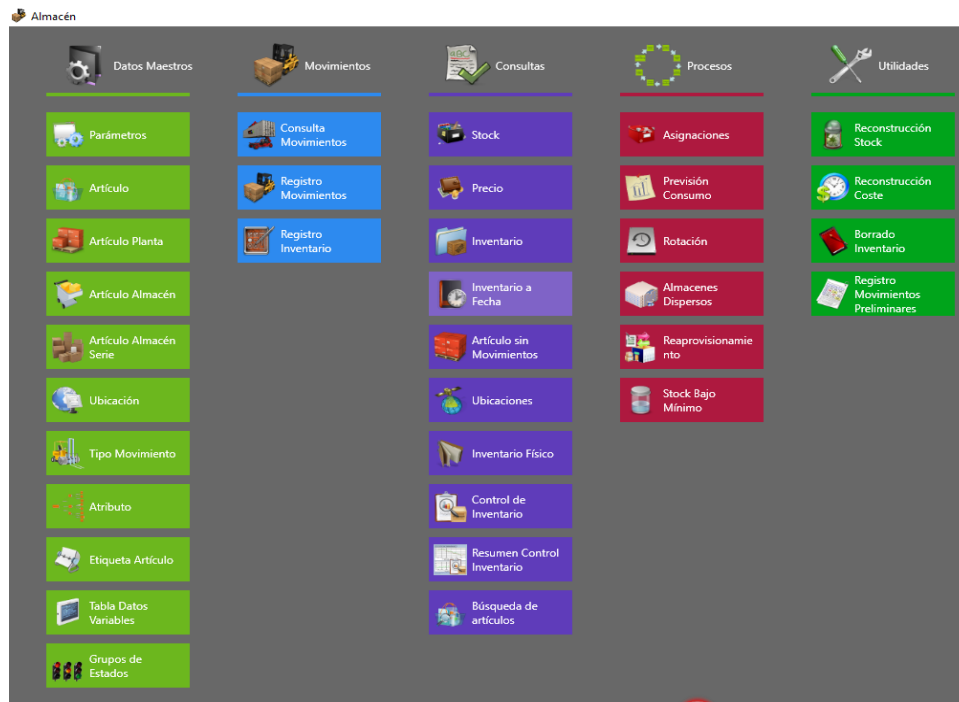 Almacén
Datos Maestros
Parámetros
Artículo
Artículo Planta
Artículo Almacén
Artículo Almacén
Serie
Ubicación
Tipo Movimiento
Atributo
Etiqueta Artículo
Tabla Datos
Variables
Grupos de
Estados
Movimientos
Consulta
Movimientos
Registro
Movimientos
Registro
Inventario
Consultas
Stock
Precio
Inventario
Inventario a
Fecha
Artículo sin
Movimientos
Ubicaciones
Inventario Físico
Control de
Inventario
Resumen Control
Inventario
Búsqueda de
artículos
Procesos
Asignaciones
Previsión
Consumo
Rotación
Almacenes
Dispersos
Reaprovisionamie
nto
Stock Bajo
Mínimo
Utilidades
Reconstrucción
Stock
Reconstrucción
Coste
Borrado
Inventario
Registro
Movimientos
Preliminares